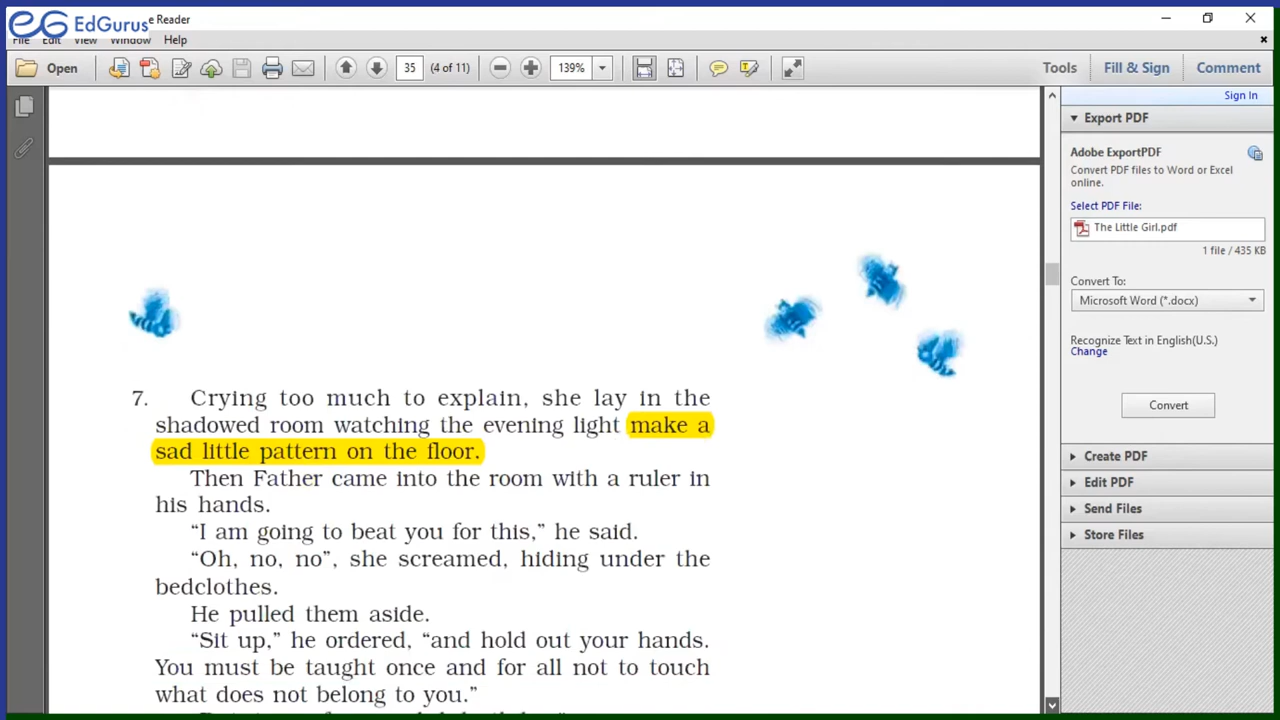 EdGurus
e Reader
File Edit View Window Help
Open 35 (4 of 11) 139% Tools Fill & Sign Comment
Sign In
Export PDF
Adobe ExportPDF
Convert PDF files to Word or Excel
online.
Select PDF File:
The Little Girl.pdf
1 file / 435 KB
Convert To:
Microsoft Word (*.docx)
Recognize Text in English(U.S.)
Change
Convert
Create PDF
Edit PDF
Send Files
Store Files
7. Crying too much to explain, she lay in the
shadowed room watching the evening light make a
sad little pattern on the floor.
Then Father came into the room with a ruler in
his hands.
“I am going to beat you for this,” he said.
“Oh, no, no”, she screamed, hiding under the
bedclothes.
He pulled them aside.
“Sit up,” he ordered, “and hold out your hands.
You must be taught once and for all not to touch
what does not belong to you.”